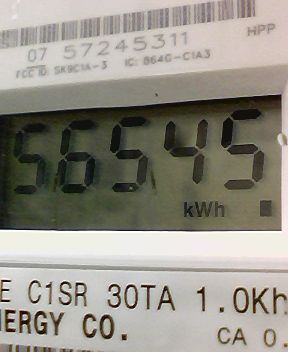 07 57245311
HPP
FCC ID: SK9C1A-3 IC: 864G-C1A3
56545
kWh
E C1SR 30TA 1.0Kh
NERGY CO.
CA 0.